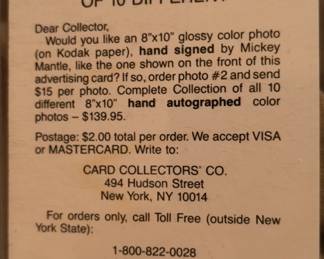 OF 10 DIFFERENT
Dear Collector,
Would you like an 8"x10" glossy color photo
(on Kodak paper), hand signed by Mickey
Mantle, like the one shown on the front of this
advertising card? If so, order photo #2 and send
$15 per photo. Complete Collection of all 10
different 8"x10" hand autographed color
photos – $139.95.
Postage: $2.00 total per order. We accept VISA
or MASTERCARD. Write to:
CARD COLLECTORS' CO.
494 Hudson Street
New York, NY 10014
For orders only, call Toll Free (outside New
York State):
1-800-822-0028